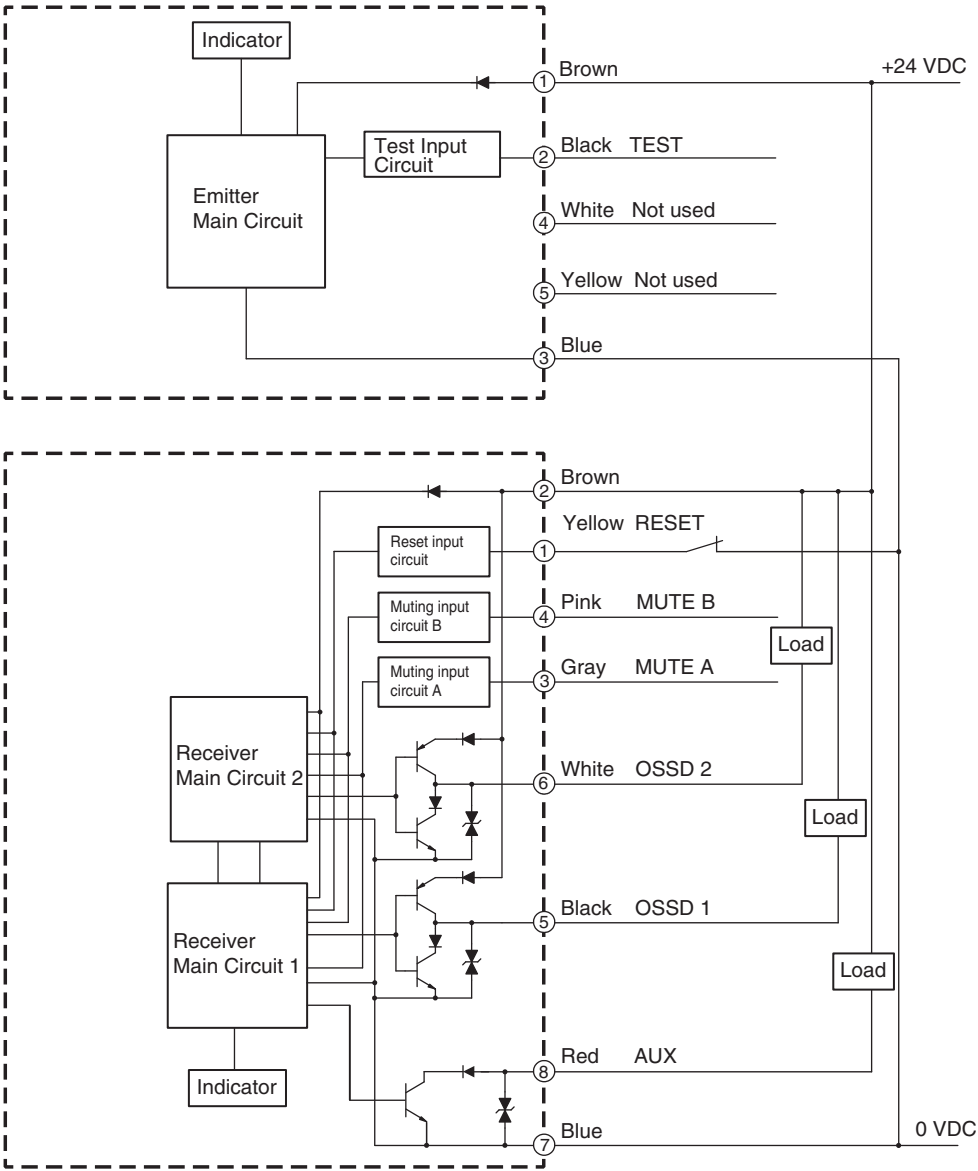 Indicator
+24 VDC
① Brown
Test Input
Circuit
② Black TEST
Emitter
Main Circuit
④ White Not used
⑤ Yellow Not used
③ Blue
② Brown
Reset input
circuit
① Yellow RESET
Muting input
circuit B
④ Pink MUTE B
Load
Muting input
circuit A
③ Gray MUTE A
Receiver
Main Circuit 2
⑥ White OSSD 2
Load
Receiver
Main Circuit 1
⑤ Black OSSD 1
Load
Indicator
⑧ Red AUX
⑦ Blue
0 VDC